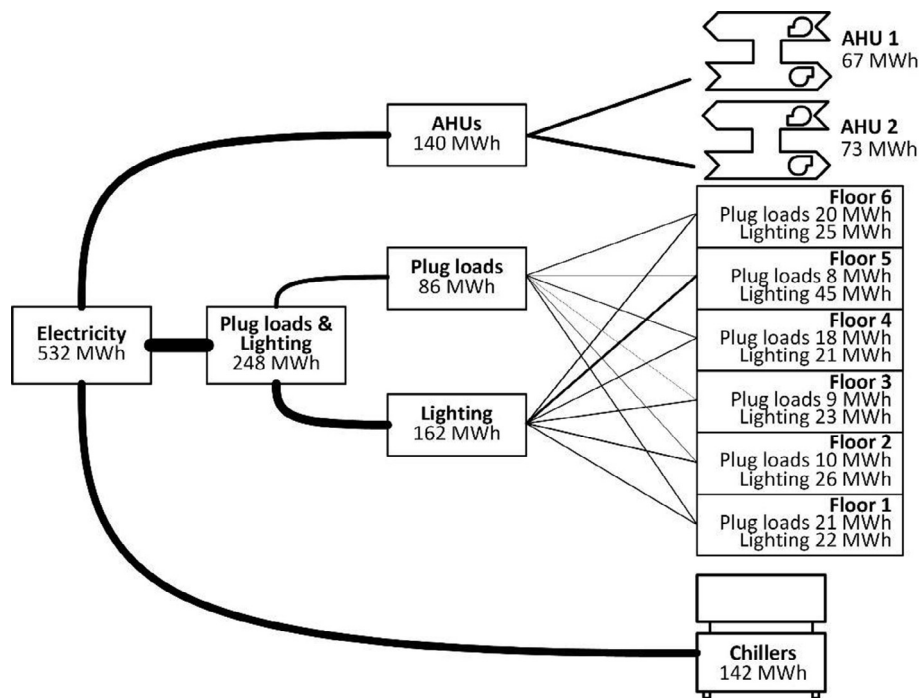 AHU 1
67 MWh
AHUs
140 MWh
AHU 2
73 MWh
Floor 6
Plug loads 20 MWh
Lighting 25 MWh
Plug loads
86 MWh
Floor 5
Plug loads 8 MWh
Lighting 45 MWh
Electricity
532 MWh
Plug loads &
Lighting
248 MWh
Floor 4
Plug loads 18 MWh
Lighting 21 MWh
Floor 3
Plug loads 9 MWh
Lighting 23 MWh
Lighting
162 MWh
Floor 2
Plug loads 10 MWh
Lighting 26 MWh
Floor 1
Plug loads 21 MWh
Lighting 22 MWh
Chillers
142 MWh